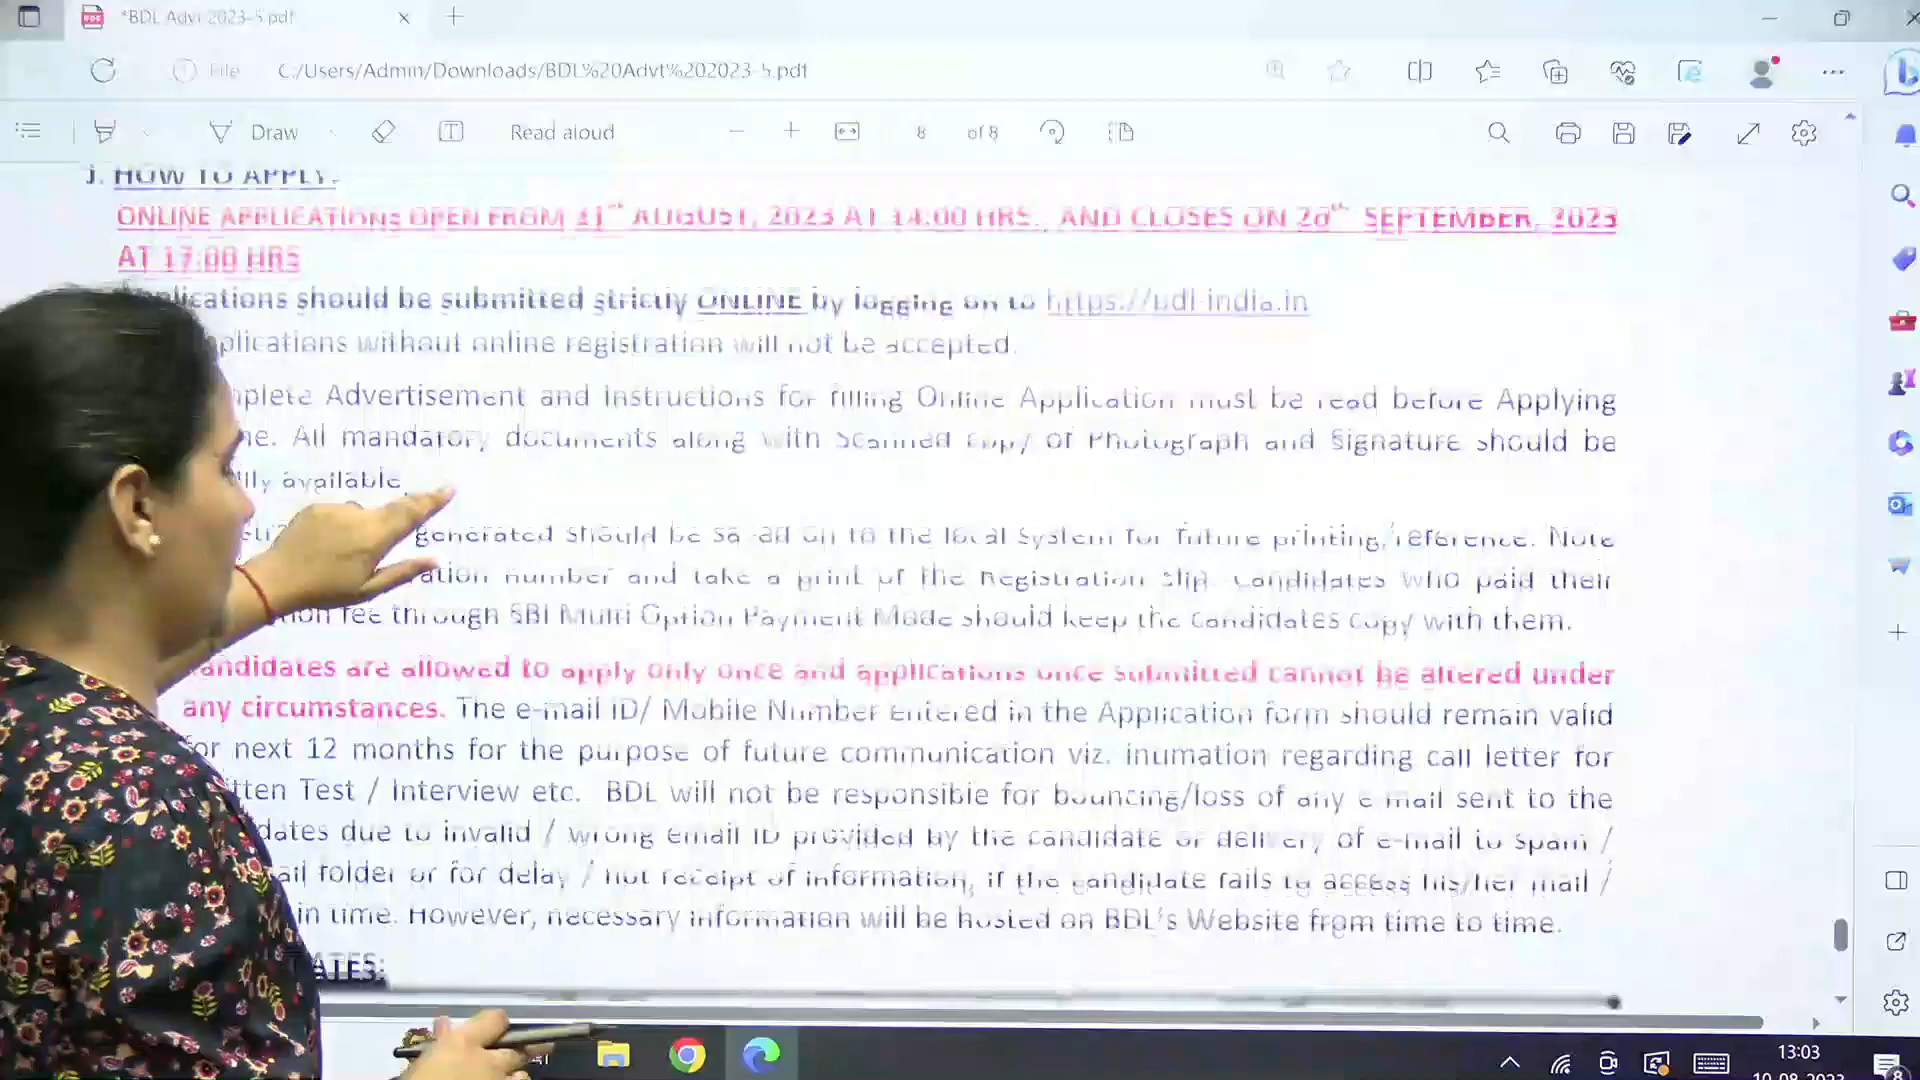 *BDL Advt 2023-5.pdf
File C:/Users/Admin/Downloads/BDL%20Advt%202023-5.pdf
Draw Read aloud 8 of 8
J. HOW TO APPLY:
ONLINE APPLICATIONS OPEN FROM AUGUST, 2023 AT 14:00 HRS., AND CLOSES ON 20th SEPTEMBER, 2023
AT 17:00 HRS
plications should be submitted strictly ONLINE by logging on to https://bdl-india.in
plications without online registration will not be accepted.
mplete Advertisement and Instructions for filling Online Application must be read before Applying
ne. All mandatory documents along with Scanned copy of Photograph and Signature should be
ily available.
generated should be saved on to the local System for future printing/reference. Note
ation number and take a print of the Registration Slip. Candidates who paid their
ion fee through SBI Multi Option Payment Mode should keep the Candidates Copy with them.
andidates are allowed to apply only once and applications once submitted cannot be altered under
any circumstances. The e-mail ID/ Mobile Number entered in the Application form should remain valid
for next 12 months for the purpose of future communication viz. intimation regarding call letter for
tten Test / Interview etc. BDL will not be responsible for bouncing/loss of any e-mail sent to the
dates due to invalid / wrong email ID provided by the candidate or delivery of e-mail to Spam /
ail folder or for delay / not receipt of information, if the candidate fails to access his/her mail /
in time. However, necessary information will be hosted on BDL's Website from time to time.
ATES:
13:03
10-08-2023
8